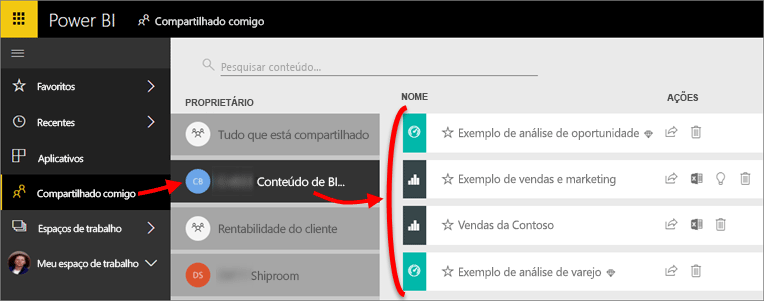 Power BI
Compartilhado comigo
Favoritos
Recentes
Aplicativos
Compartilhado comigo
Espaços de trabalho
Meu espaço de trabalho
Pesquisar conteúdo...
PROPRIETÁRIO
Tudo que está compartilhado
CB
Conteúdo de BI...
Rentabilidade do cliente
DS
Shiproom
NOME
AÇÕES
Exemplo de análise de oportunidade
Exemplo de vendas e marketing
Vendas da Contoso
Exemplo de análise de varejo